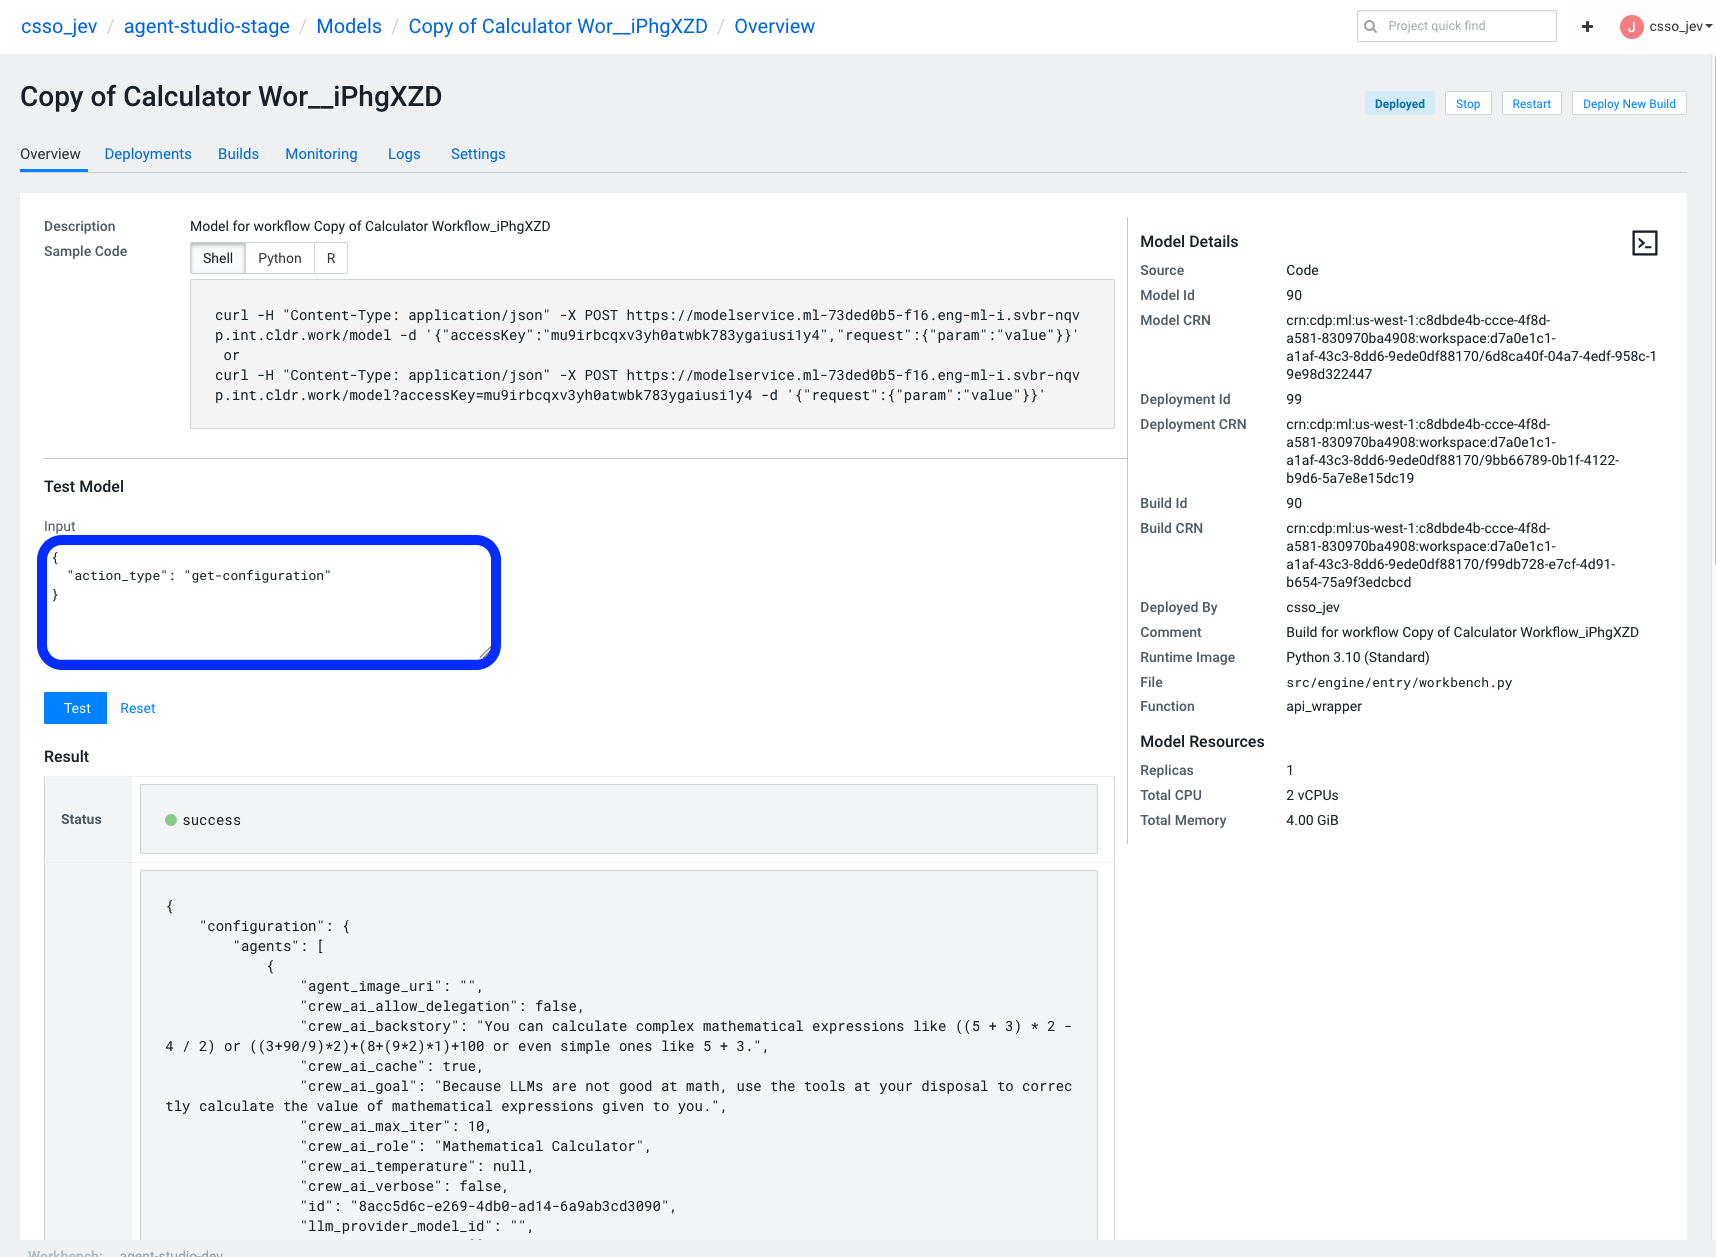 csso_jev / agent-studio-stage / Models / Copy of Calculator Wor__iPhgXZD / Overview
Project quick find
+
J csso_jev
Copy of Calculator Wor__iPhgXZD
Deployed Stop Restart Deploy New Build
Overview Deployments Builds Monitoring Logs Settings
Description Model for workflow Copy of Calculator Workflow_iPhgXZD
Sample Code
Shell Python R
curl -H "Content-Type: application/json" -X POST https://modelservice.ml-73ded0b5-f16.eng-ml-i.svbr-nqv
p.int.cldr.work/model -d '{"accessKey":"mu9irbcqxv3yh0atwbk783ygaiusi1y4","request":{"param":"value"}}'
or
curl -H "Content-Type: application/json" -X POST https://modelservice.ml-73ded0b5-f16.eng-ml-i.svbr-nqv
p.int.cldr.work/model?accessKey=mu9irbcqxv3yh0atwbk783ygaiusi1y4 -d '{"request":{"param":"value"}}'
Test Model
Input
{
"action_type": "get-configuration"
}
Test Reset
Result
Status success
{
"configuration": {
"agents": [
{
"agent_image_uri": "",
"crew_ai_allow_delegation": false,
"crew_ai_backstory": "You can calculate complex mathematical expressions like ((5 + 3) * 2 -
4 / 2) or ((3+90/9)*2)+(8+(9*2)*1)+100 or even simple ones like 5 + 3.",
"crew_ai_cache": true,
"crew_ai_goal": "Because LLMs are not good at math, use the tools at your disposal to correc
tly calculate the value of mathematical expressions given to you.",
"crew_ai_max_iter": 10,
"crew_ai_role": "Mathematical Calculator",
"crew_ai_temperature": null,
"crew_ai_verbose": false,
"id": "8acc5d6c-e269-4db0-ad14-6a9ab3cd3090",
"llm_provider_model_id": "",
Model Details
Source Code
Model Id 90
Model CRN crn:cdp:ml:us-west-1:c8dbde4b-ccce-4f8d-
a581-830970ba4908:workspace:d7a0e1c1-
a1af-43c3-8dd6-9ede0df88170/6d8ca40f-04a7-4edf-958c-1
9e98d322447
Deployment Id 99
Deployment CRN crn:cdp:ml:us-west-1:c8dbde4b-ccce-4f8d-
a581-830970ba4908:workspace:d7a0e1c1-
a1af-43c3-8dd6-9ede0df88170/9bb66789-0b1f-4122-
b9d6-5a7e8e15dc19
Build Id 90
Build CRN crn:cdp:ml:us-west-1:c8dbde4b-ccce-4f8d-
a581-830970ba4908:workspace:d7a0e1c1-
a1af-43c3-8dd6-9ede0df88170/f99db728-e7cf-4d91-
b654-75a9f3edcbcd
Deployed By csso_jev
Comment Build for workflow Copy of Calculator Workflow_iPhgXZD
Runtime Image Python 3.10 (Standard)
File src/engine/entry/workbench.py
Function api_wrapper
Model Resources
Replicas 1
Total CPU 2 vCPUs
Total Memory 4.00 GiB
Workbench: agent-studio-dev